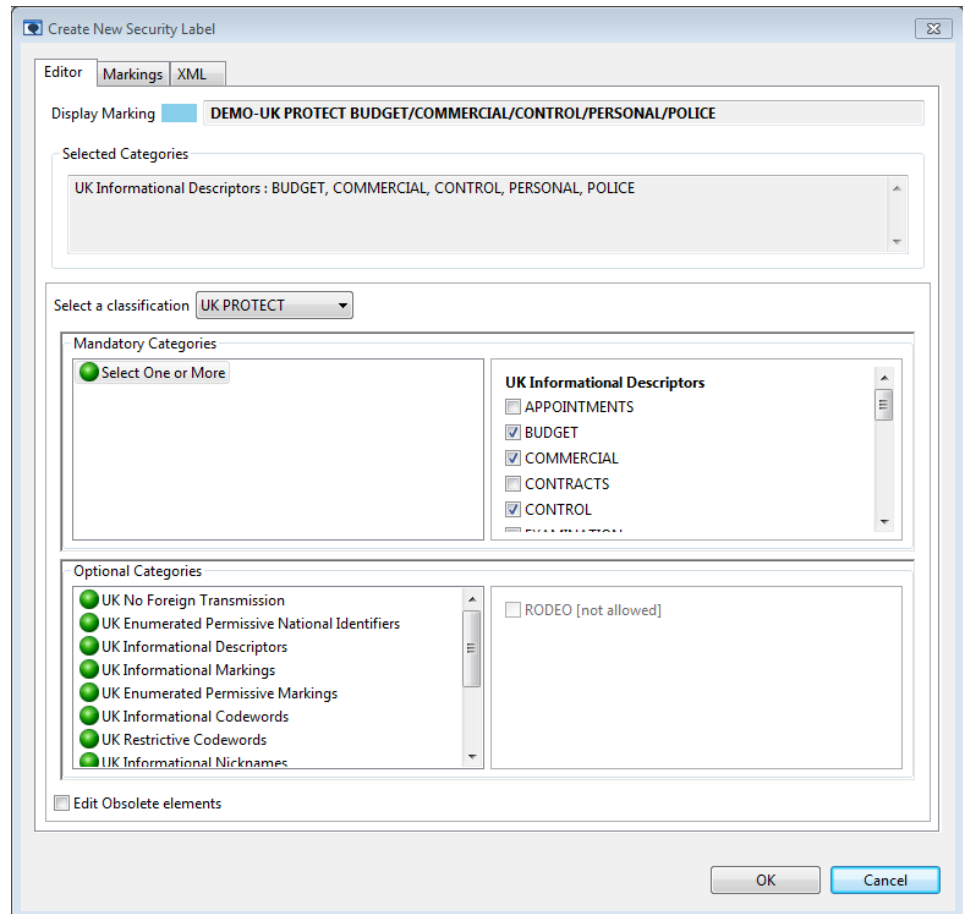 Create New Security Label
Editor Markings XML
Display Marking DEMO-UK PROTECT BUDGET/COMMERCIAL/CONTROL/PERSONAL/POLICE
Selected Categories
UK Informational Descriptors : BUDGET, COMMERCIAL, CONTROL, PERSONAL, POLICE
Select a classification UK PROTECT
Mandatory Categories
Select One or More
UK Informational Descriptors
APPOINTMENTS
BUDGET
COMMERCIAL
CONTRACTS
CONTROL
EXAMINATION
Optional Categories
UK No Foreign Transmission
UK Enumerated Permissive National Identifiers
UK Informational Descriptors
UK Informational Markings
UK Enumerated Permissive Markings
UK Informational Codewords
UK Restrictive Codewords
UK Informational Nicknames
RODEO [not allowed]
Edit Obsolete elements
OK Cancel